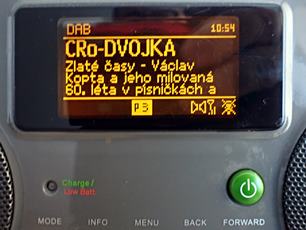 DAB 10:54
CRo-DVOJKA
Zlaté časy - Václav
Kopta a jeho milovaná
60. léta v písničkách a
P3
Charge /
Low Batt
MODE INFO MENU BACK FORWARD